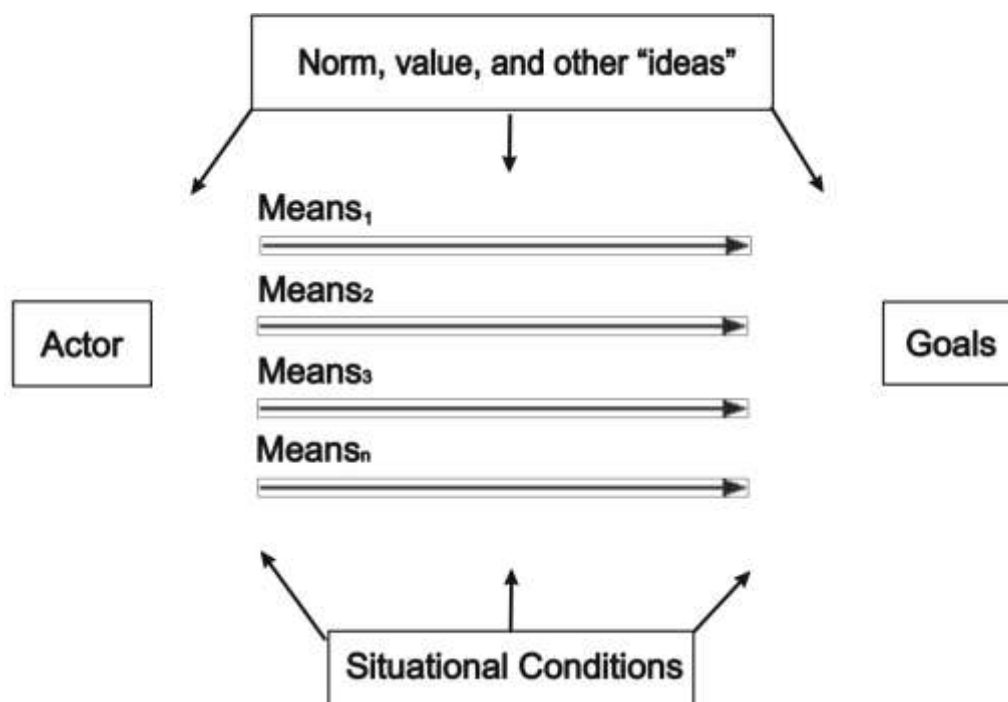 Norm, value, and other “ideas”
Means₁
Means₂
Actor
Goals
Means₃
Meansₙ
Situational Conditions